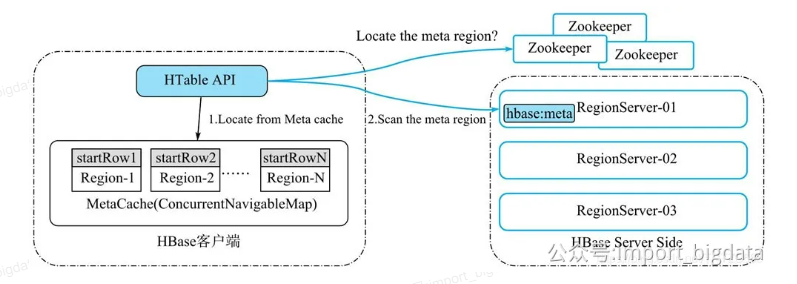 Zookeeper
Locate the meta region?
Zookeeper
Zookeeper
HTable API
1.Locate from Meta cache
2.Scan the meta region
hbase:meta
RegionServer-01
startRow1
startRow2
startRowN
Region-1
Region-2
......
Region-N
MetaCache(ConcurrentNavigableMap)
RegionServer-02
RegionServer-03
HBase客户端
HBase Server Side
公众号:import_bigdata